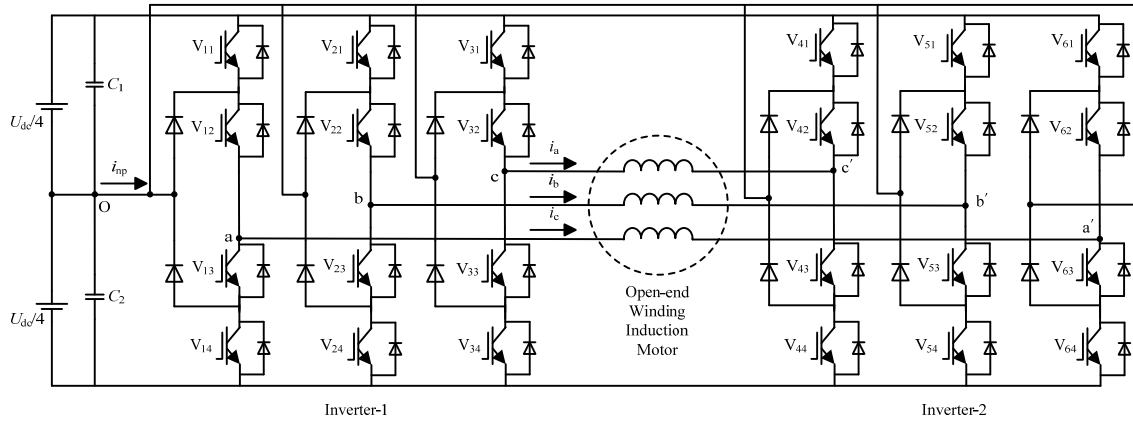 V11 V21 V31 V41 V51 V61
C1
Udc/4
V12 V22 V32 V42 V52 V62
inp
ia
c c′
ib
O b b′
ic
a a′
V13 V23 V33 V43 V53 V63
C2
Udc/4
Open-end
Winding
Induction
Motor
V14 V24 V34 V44 V54 V64
Inverter-1 Inverter-2